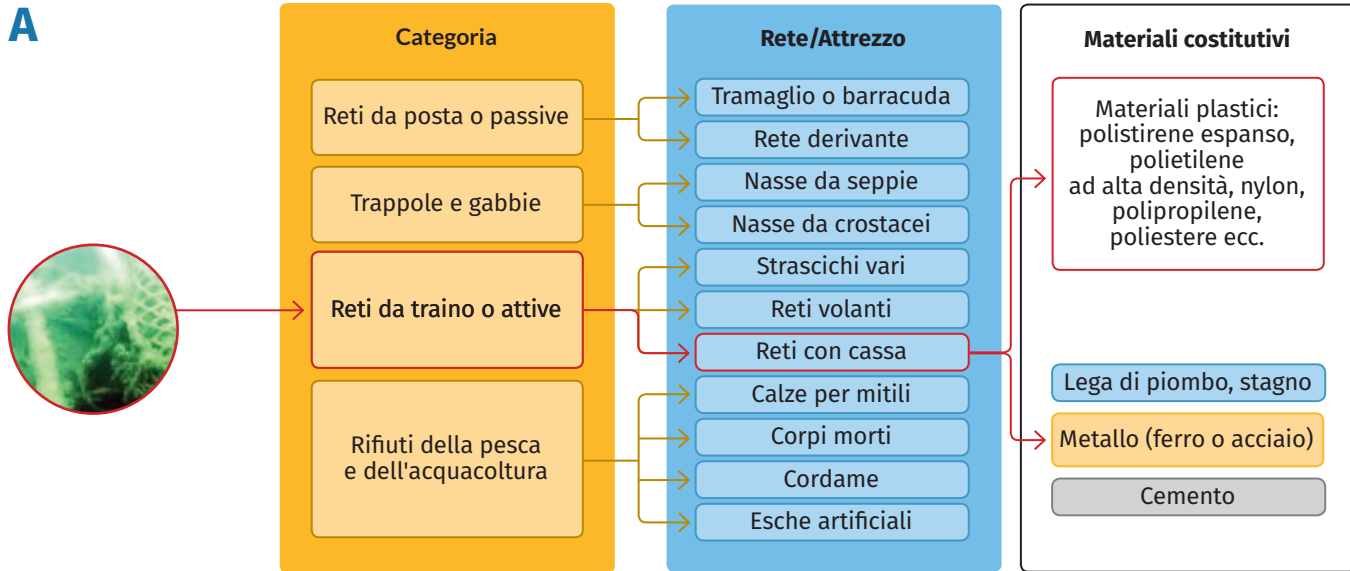 A
Categoria
Reti da posta o passive
Trappole e gabbie
Reti da traino o attive
Rifiuti della pesca
e dell'acquacoltura
Rete/Attrezzo
Tramaglio o barracuda
Rete derivante
Nasse da seppie
Nasse da crostacei
Strascichi vari
Reti volanti
Reti con cassa
Calze per mitili
Corpi morti
Cordame
Esche artificiali
Materiali costitutivi
Materiali plastici:
polistirene espanso,
polietilene
ad alta densità, nylon,
polipropilene,
poliestere ecc.
Lega di piombo, stagno
Metallo (ferro o acciaio)
Cemento